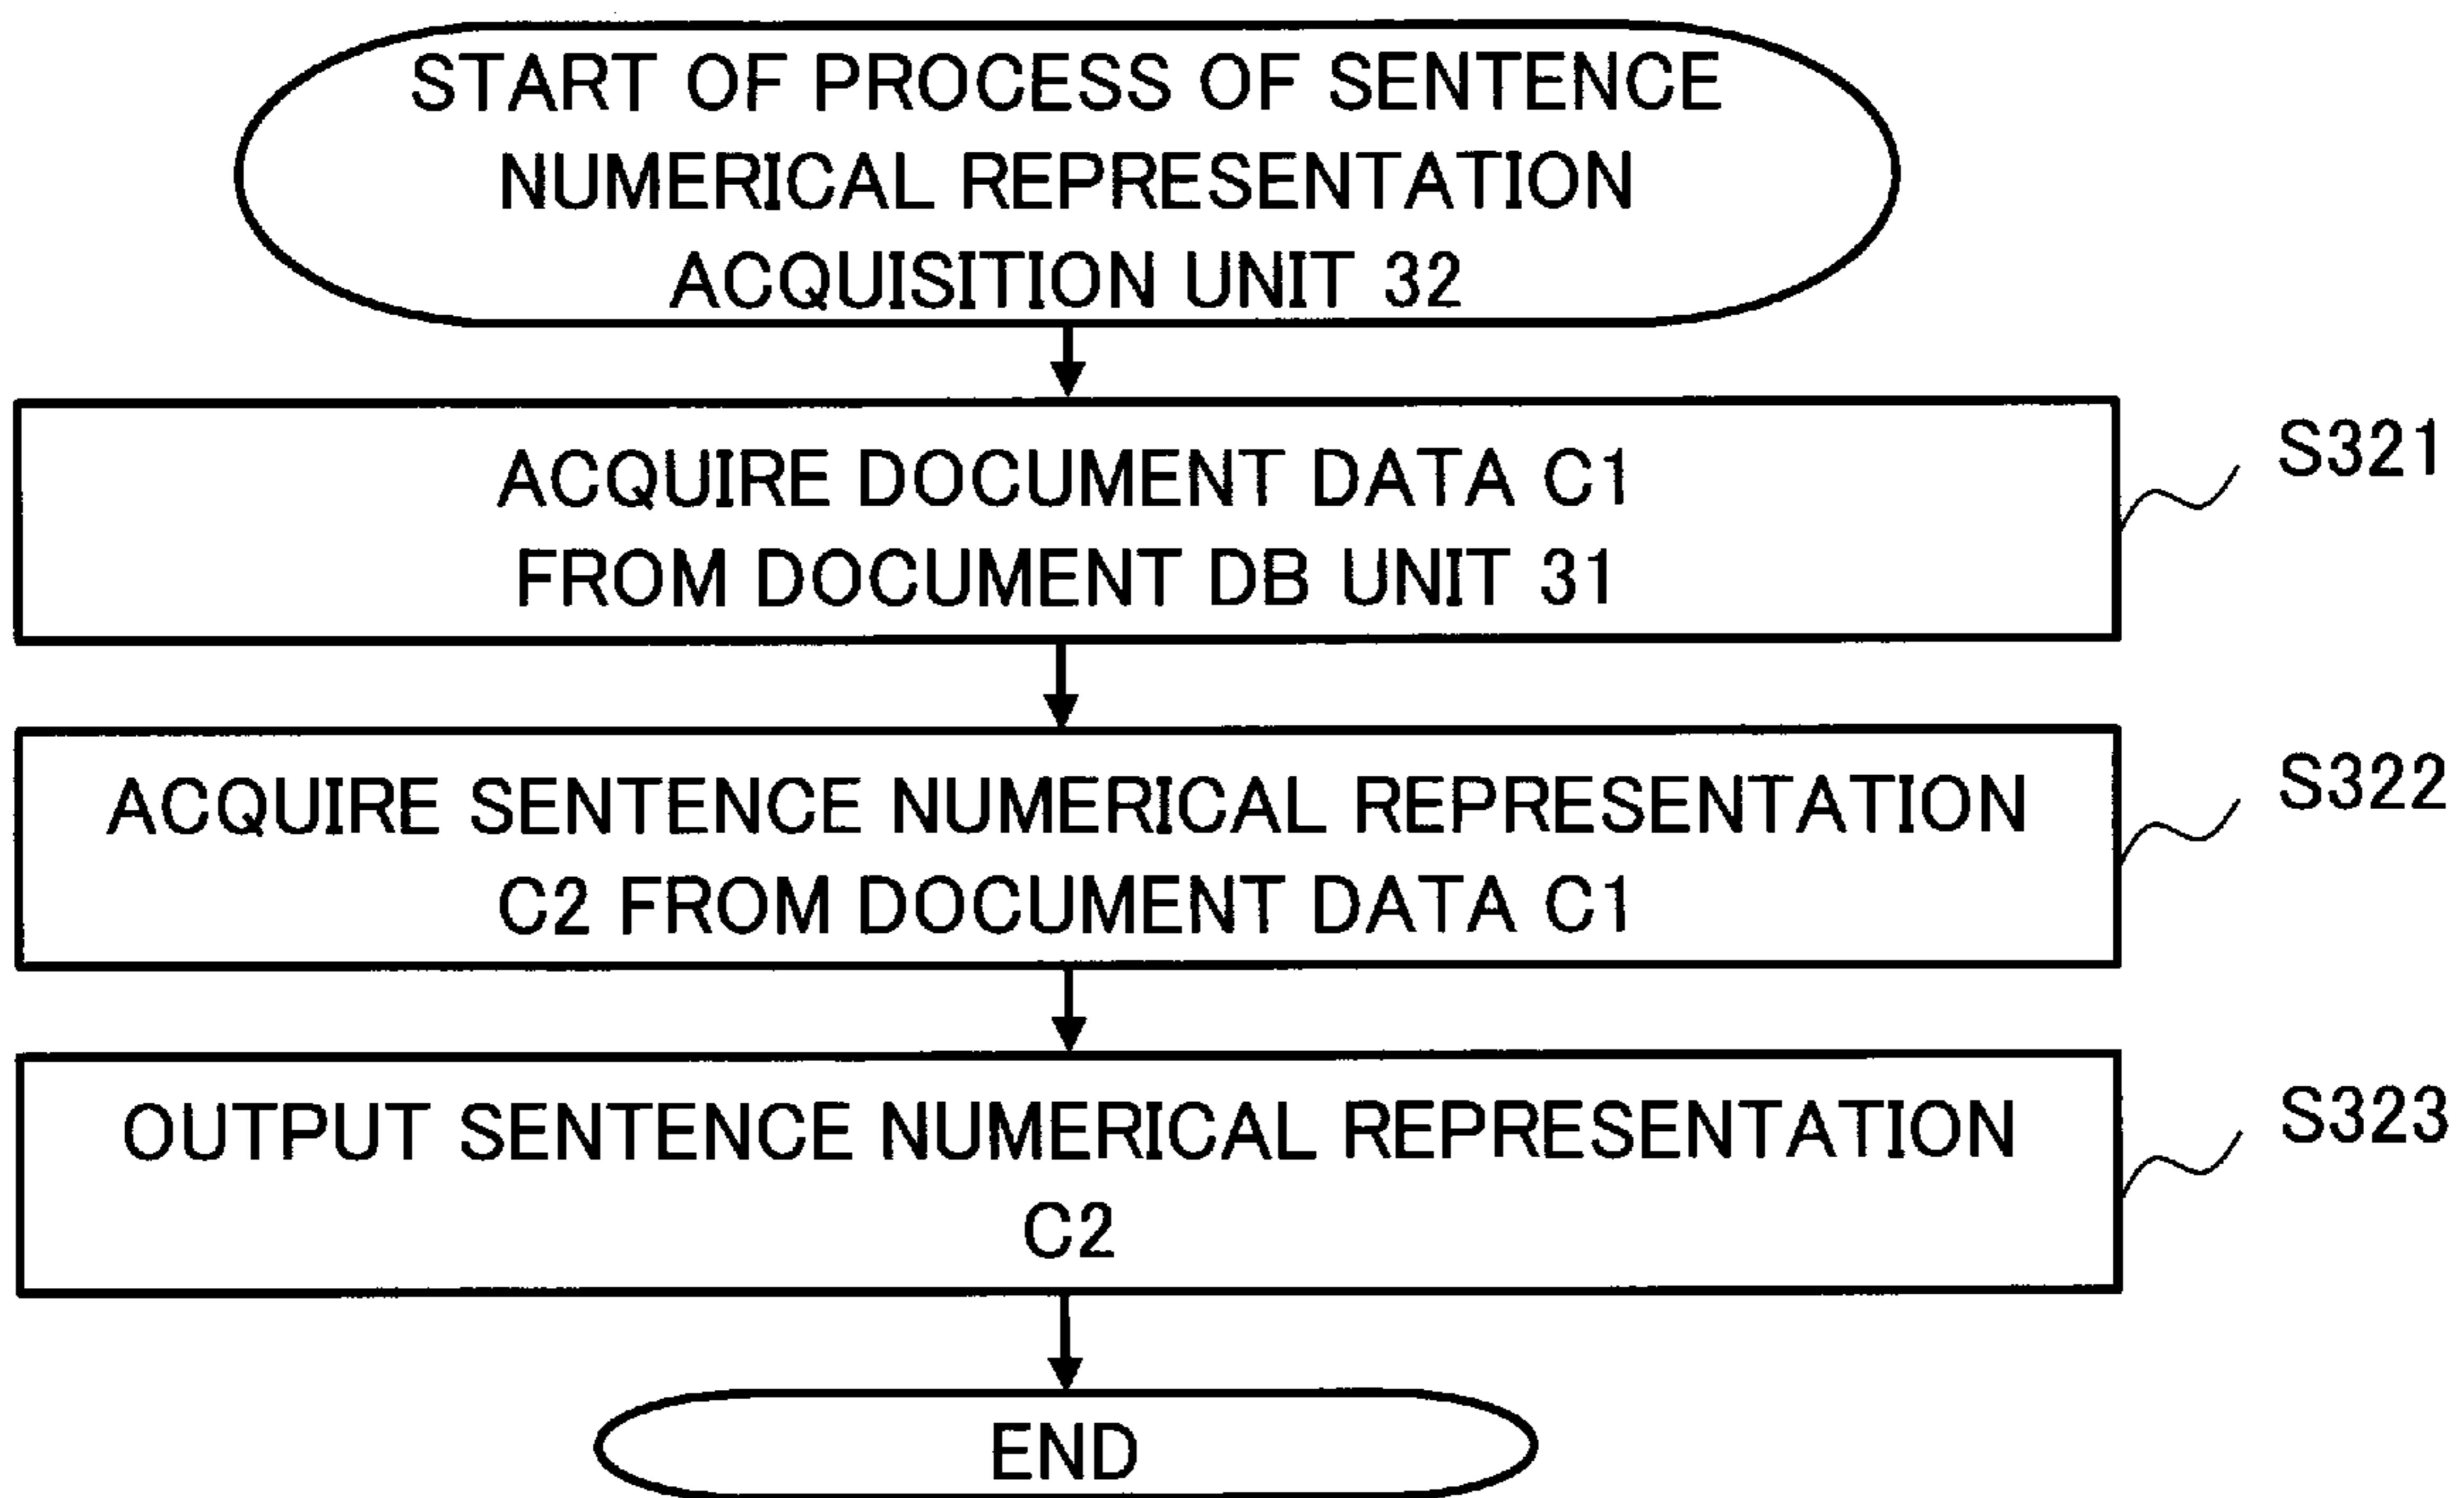 START OF PROCESS OF SENTENCE
NUMERICAL REPRESENTATION
ACQUISITION UNIT 32
ACQUIRE DOCUMENT DATA C1
FROM DOCUMENT DB UNIT 31
S321
ACQUIRE SENTENCE NUMERICAL REPRESENTATION
C2 FROM DOCUMENT DATA C1
S322
OUTPUT SENTENCE NUMERICAL REPRESENTATION
C2
S323
END